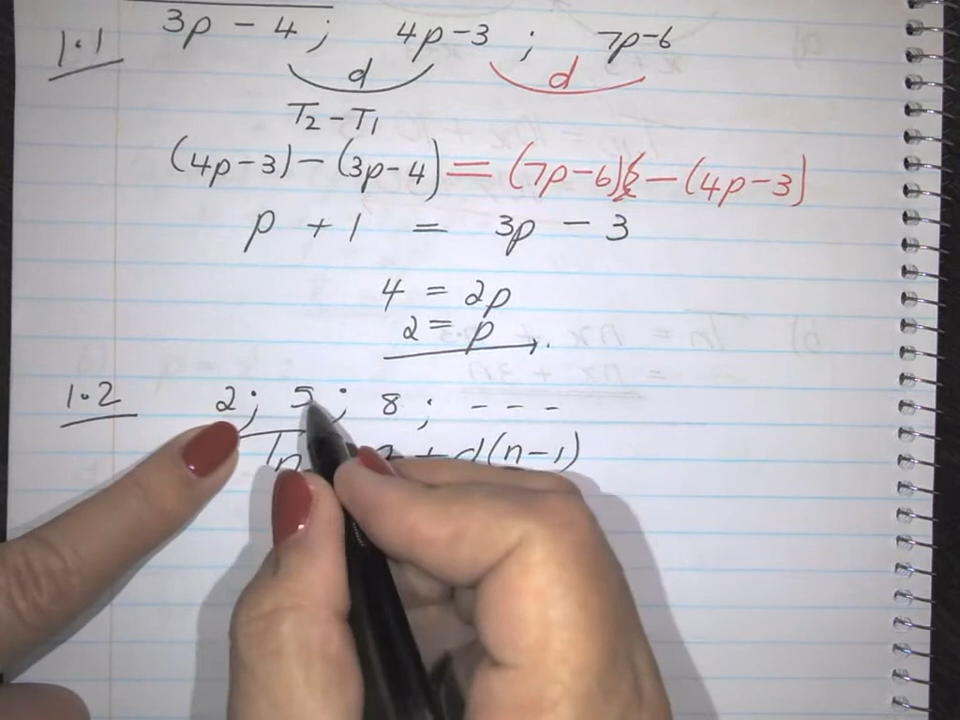 1.1 3p - 4 ; 4p - 3 ; 7p - 6
d d
T2 - T1
(4p - 3) - (3p - 4) = (7p - 6) - (4p - 3)
p + 1 = 3p - 3
4 = 2p
2 = p
1.2 2 ; 5 ; 8 ; - - -
Tn + d(n - 1)